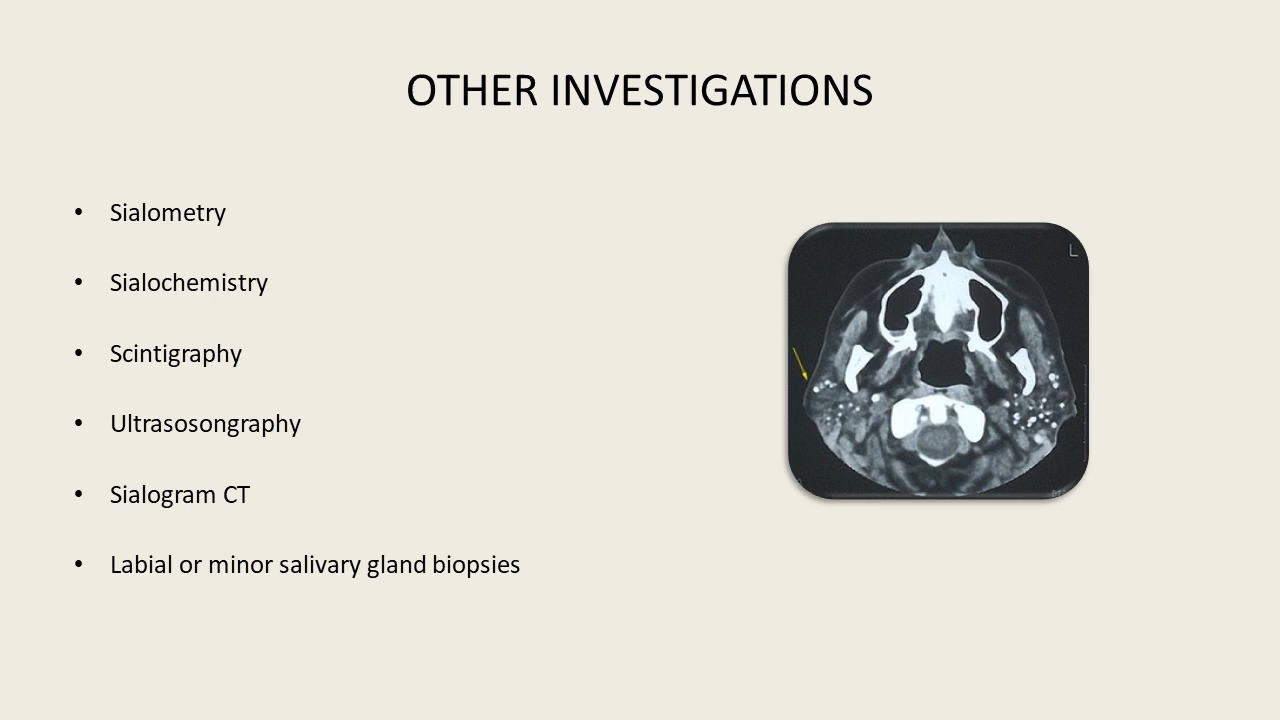 OTHER INVESTIGATIONS
• Sialometry
L
• Sialochemistry
• Scintigraphy
• Ultrasosongraphy
• Sialogram CT
• Labial or minor salivary gland biopsies